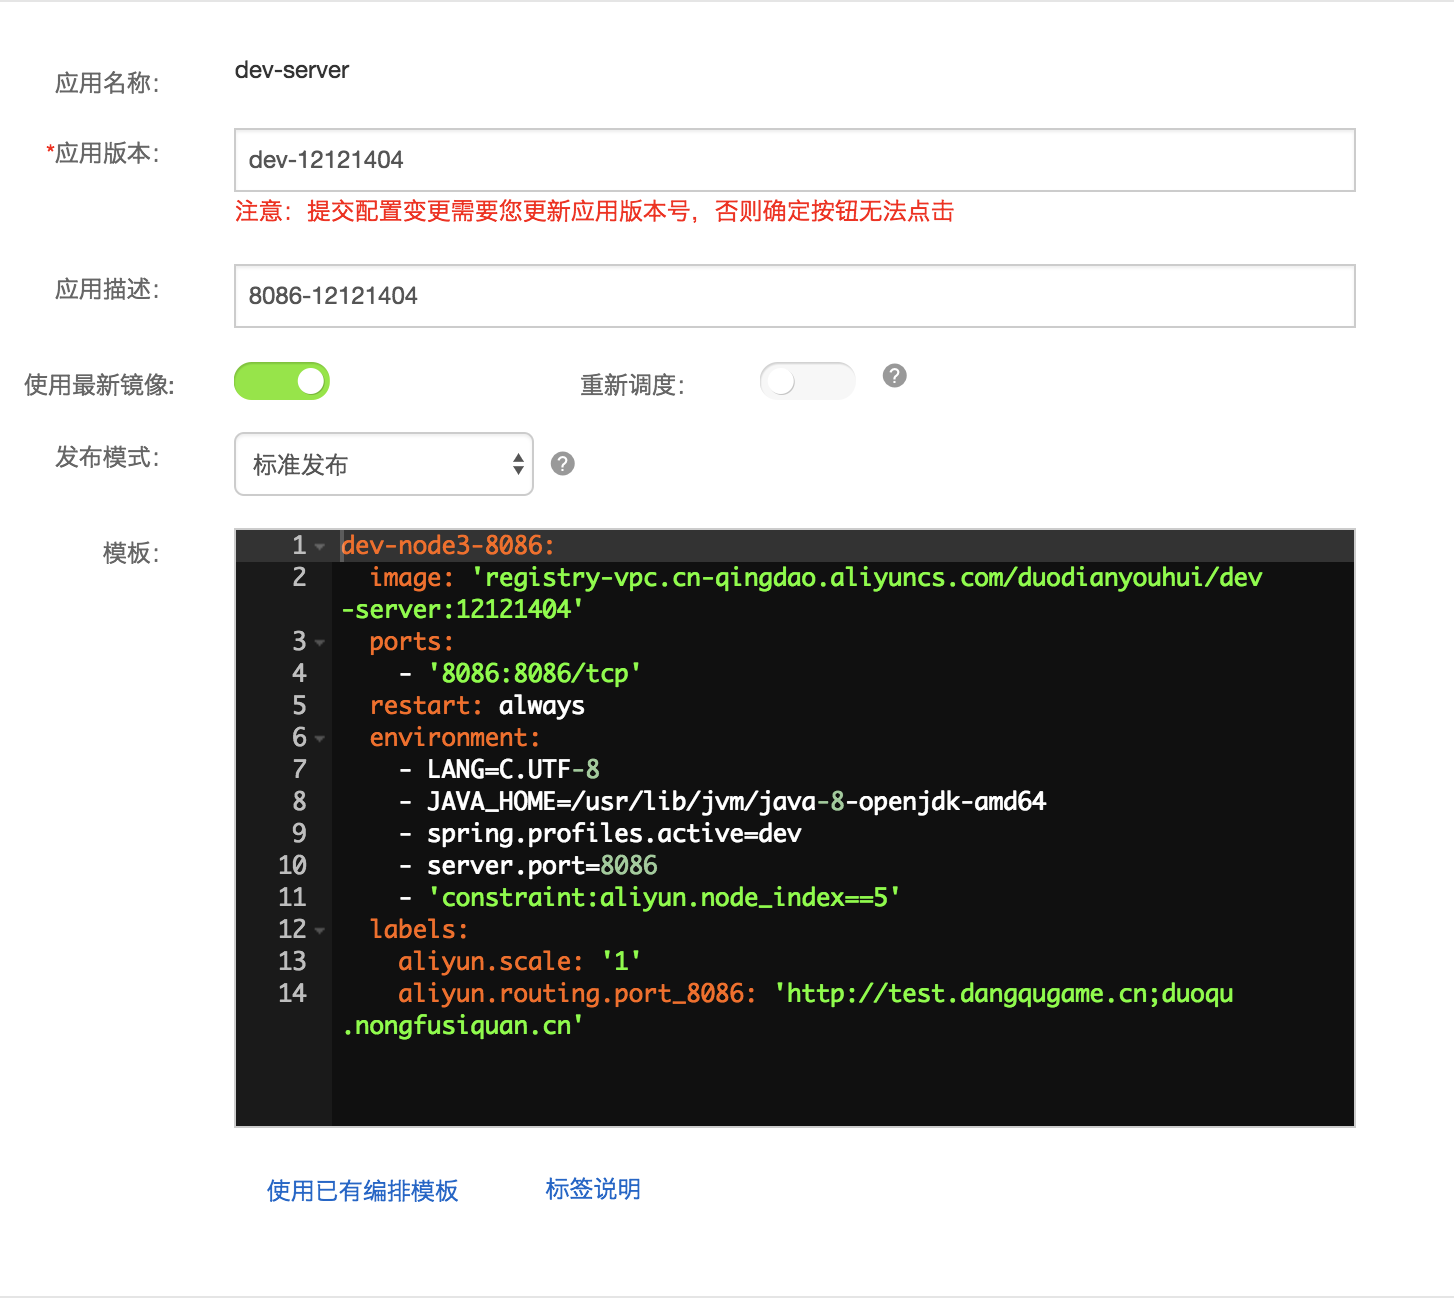 应用名称： dev-server
*应用版本： dev-12121404
注意：提交配置变更需要您更新应用版本号，否则确定按钮无法点击
应用描述： 8086-12121404
使用最新镜像: 重新调度： ?
发布模式： 标准发布 ?
模板：
1 dev-node3-8086:
2 image: 'registry-vpc.cn-qingdao.aliyuncs.com/duodianyouhui/dev
-server:12121404'
3 ports:
4 - '8086:8086/tcp'
5 restart: always
6 environment:
7 - LANG=C.UTF-8
8 - JAVA_HOME=/usr/lib/jvm/java-8-openjdk-amd64
9 - spring.profiles.active=dev
10 - server.port=8086
11 - 'constraint:aliyun.node_index==5'
12 labels:
13 aliyun.scale: '1'
14 aliyun.routing.port_8086: 'http://test.dangqugame.cn;duoqu
.nongfusiquan.cn'
使用已有编排模板 标签说明